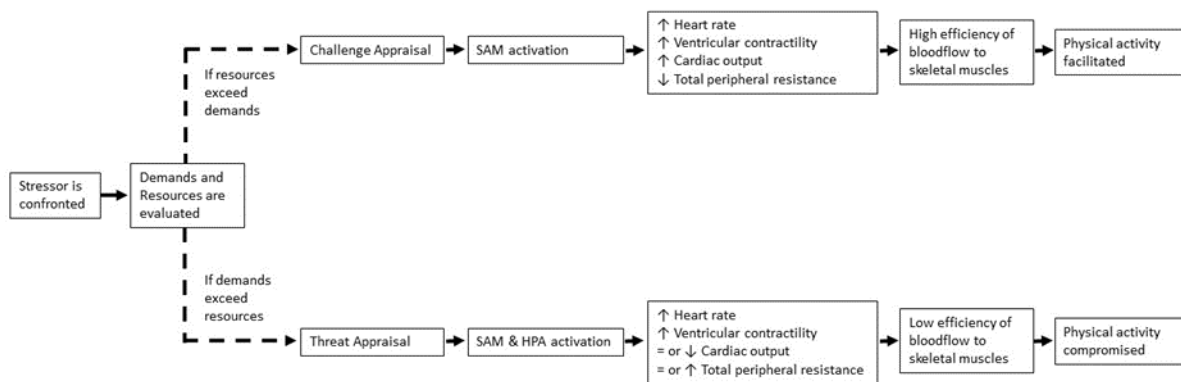 Stressor is
confronted
Demands and
Resources are
evaluated
If resources
exceed
demands
Challenge Appraisal
SAM activation
↑ Heart rate
↑ Ventricular contractility
↑ Cardiac output
↓ Total peripheral resistance
High efficiency of
bloodflow to
skeletal muscles
Physical activity
facilitated
If demands
exceed
resources
Threat Appraisal
SAM & HPA activation
↑ Heart rate
↑ Ventricular contractility
= or ↓ Cardiac output
= or ↑ Total peripheral resistance
Low efficiency of
bloodflow to
skeletal muscles
Physical activity
compromised